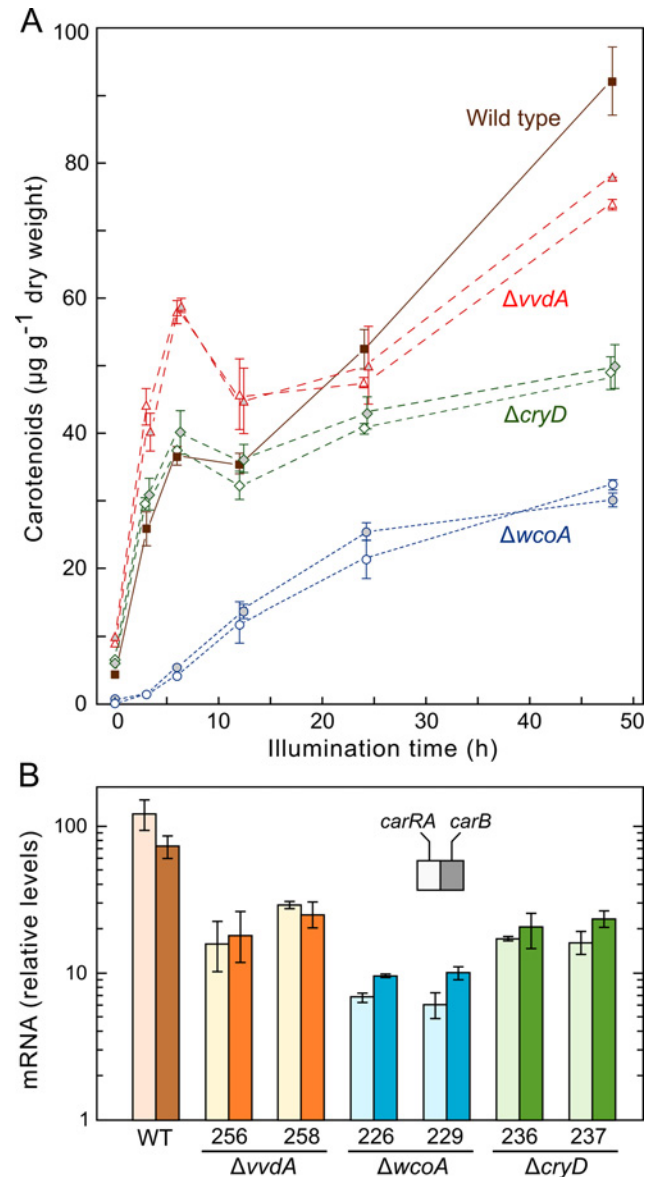 A
100
80
60
40
20
0
Carotenoids (µg g⁻¹ dry weight)
Wild type
ΔvvdA
ΔcryD
ΔwcoA
0 10 20 30 40 50
Illumination time (h)
B
mRNA (relative levels)
100
10
1
carRA carB
WT 256 258 226 229 236 237
ΔvvdA ΔwcoA ΔcryD